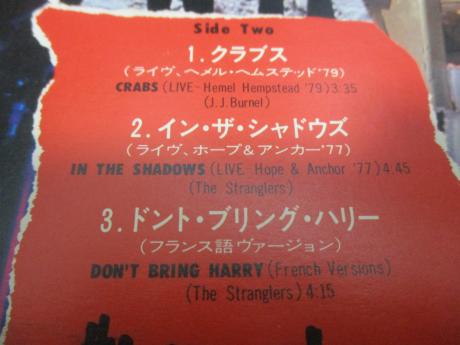 Side Two
1.クラブス
(ライヴ、ヘメル・ヘムステッド'79)
CRABS (LIVE-Hemel Hempstead '79)3:35
(J.J.Burnel)
2.イン・ザ・シャドウズ
(ライヴ、ホープ&アンカー'77)
IN THE SHADOWS (LIVE. Hope & Anchor '77)4.45
(The Stranglers)
3.ドント・ブリング・ハリー
(フランス語ヴァージョン)
DON'T BRING HARRY (French Versions)
(The Stranglers)4:15